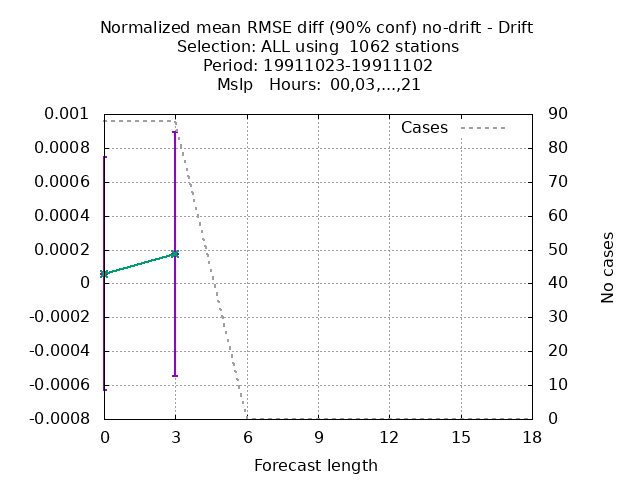 Normalized mean RMSE diff (90% conf) no-drift - Drift
Selection: ALL using  1062 stations
Period: 19911023-19911102
Mslp   Hours: 00,03,...,21
0.001
0.0008
0.0006
0.0004
0.0002
0
-0.0002
-0.0004
-0.0006
-0.0008
Cases
90
80
70
60
50
40
30
20
10
0
No cases
0 3 6 9 12 15 18
Forecast length